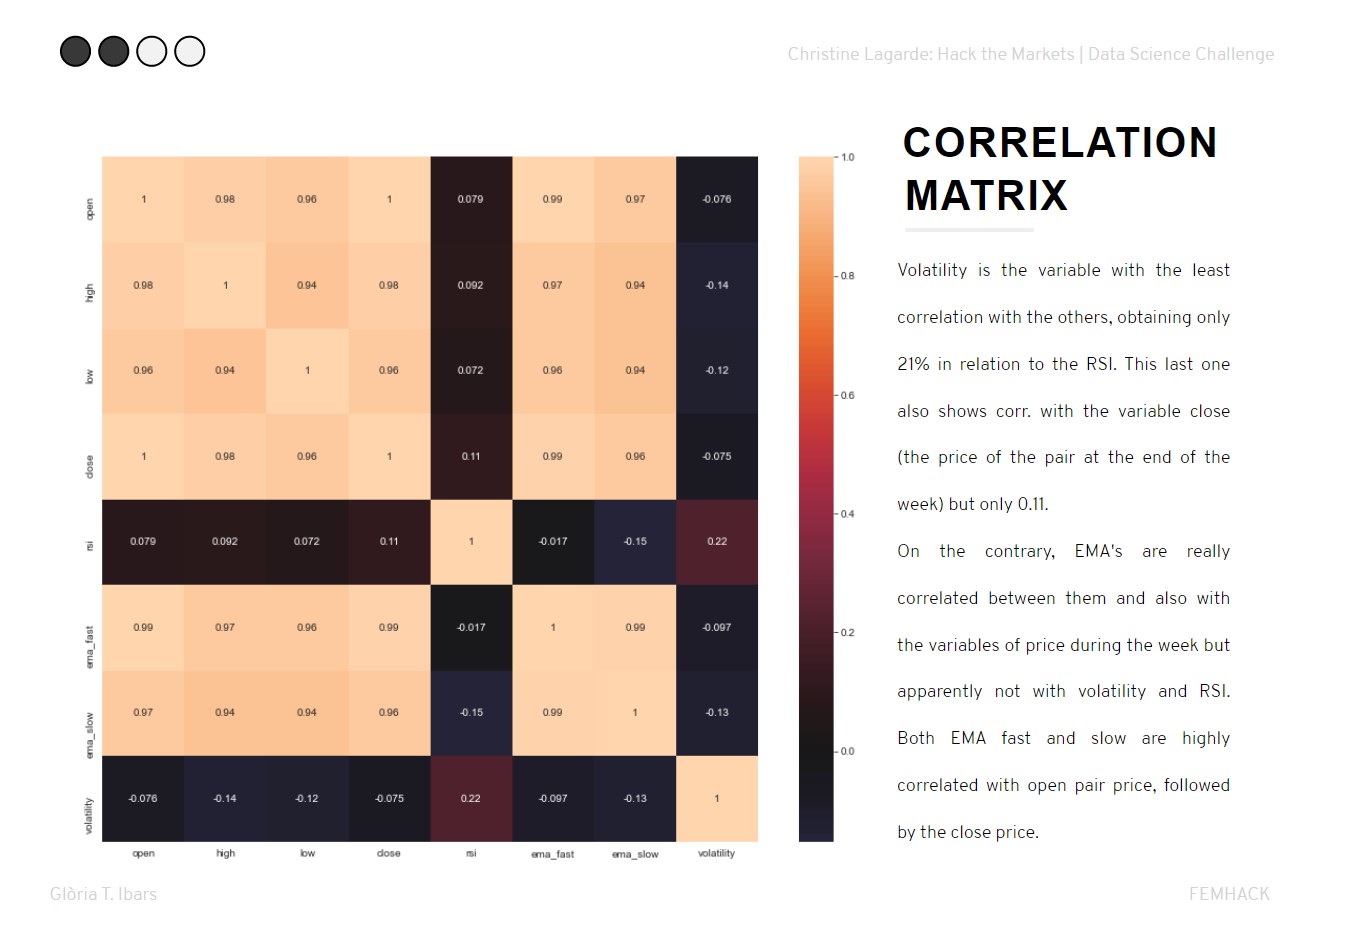 Christine Lagarde: Hack the Markets | Data Science Challenge
CORRELATION
MATRIX
open 1 0.98 0.96 1 0.079 0.99 0.97 -0.076
high 0.98 1 0.94 0.98 0.092 0.97 0.94 -0.14
low 0.96 0.94 1 0.96 0.072 0.96 0.94 -0.12
close 1 0.98 0.96 1 0.11 0.99 0.96 -0.075
rsi 0.079 0.092 0.072 0.11 1 -0.017 -0.15 0.22
ema_fast 0.99 0.97 0.96 0.99 -0.017 1 0.99 -0.097
ema_slow 0.97 0.94 0.94 0.96 -0.15 0.99 1 -0.13
volatility -0.076 -0.14 -0.12 -0.075 0.22 -0.097 -0.13 1
open high low close rsi ema_fast ema_slow volatility
1.0
0.8
0.6
0.4
0.2
0.0
Volatility is the variable with the least
correlation with the others, obtaining only
21% in relation to the RSI. This last one
also shows corr. with the variable close
(the price of the pair at the end of the
week) but only 0.11.
On the contrary, EMA's are really
correlated between them and also with
the variables of price during the week but
apparently not with volatility and RSI.
Both EMA fast and slow are highly
correlated with open pair price, followed
by the close price.
Glòria T. Ibars
FEMHACK